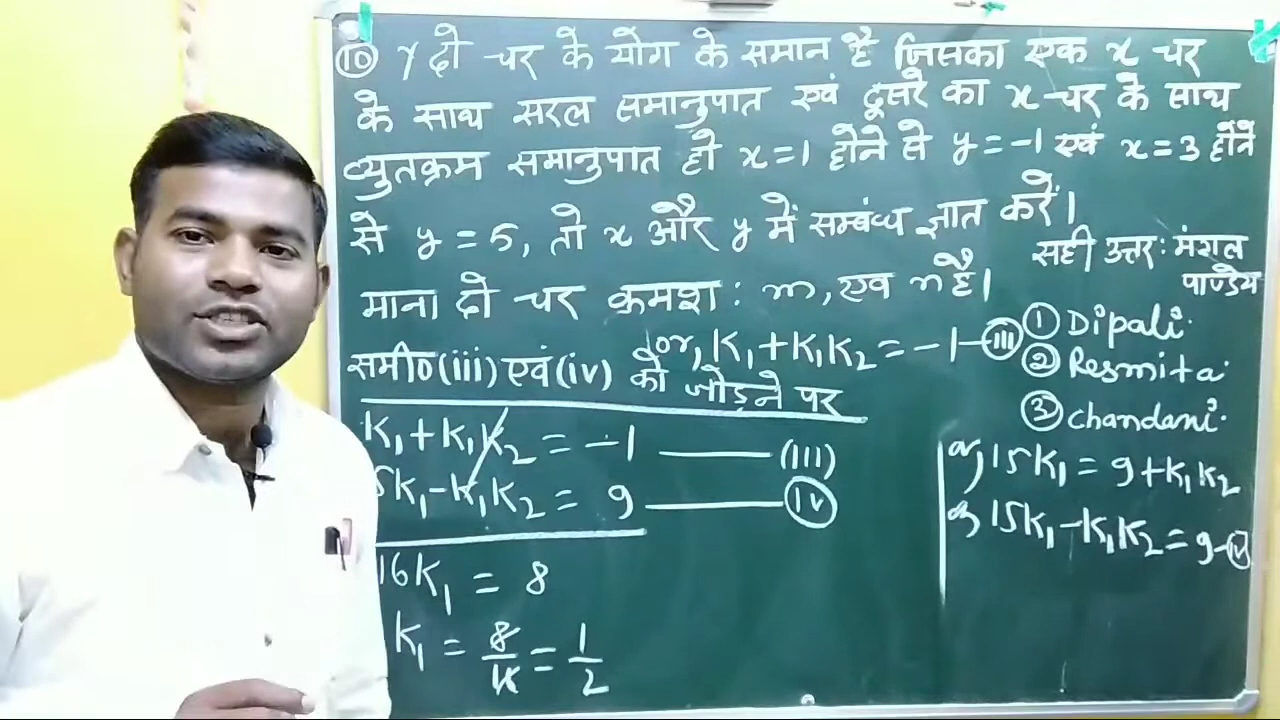 ⑩ Y दो चर के योग के समान है जिसका एक x चर
के साथ सरल समानुपात एवं दूसरे का x चर के साथ
व्युतक्रम समानुपात हो x=1 होने से y=-1 एवं x=3 होने
से y=5, तो x और y में सम्बंध ज्ञात करें।
सही उत्तर: मंगल
पाण्डेय
माना दो चर क्रमश: m, एव n है।
or, K₁+K₁K₂ = -1 -(iii)
① Dipali.
② Resmita.
③ chandani.
समी० (iii) एवं (iv) को जोड़ने पर
K₁+K₁K₂ = -1 (iii)
5K₁-K₁K₂ = 9 (iv)
16K₁ = 8
K₁ = 8/16 = 1/2
or, 15K₁ = 9+K₁K₂
or, 15K₁-K₁K₂ = 9 -(iv)